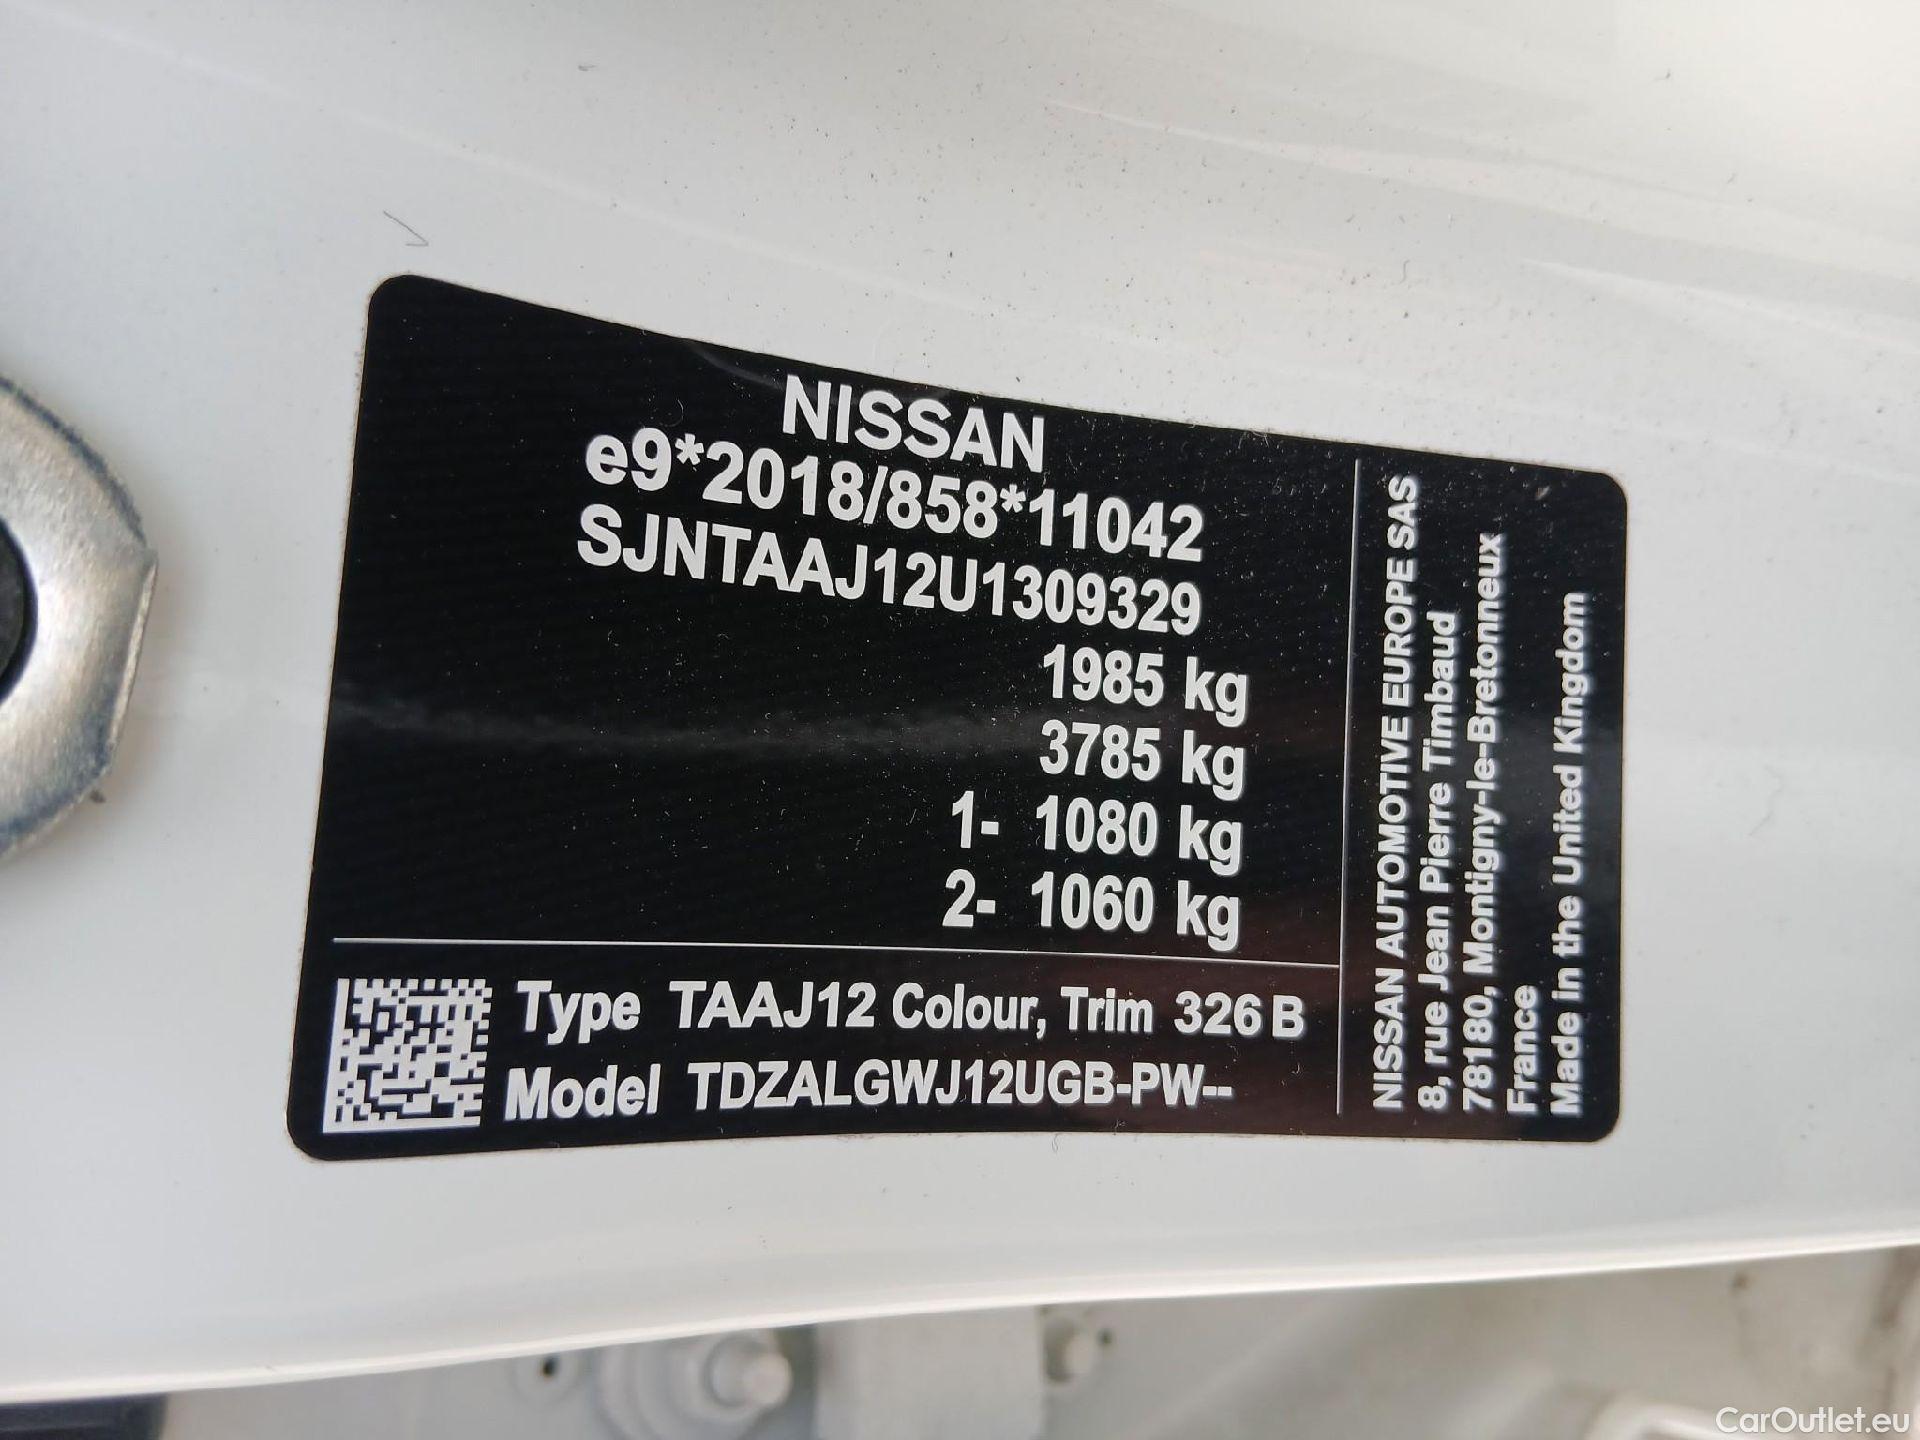 NISSAN
e9*2018/858*11042
SJNTAAJ12U1309329
1985 kg
3785 kg
1- 1080 kg
2- 1060 kg
Type TAAJ12 Colour, Trim 326 B
Model TDZALGWJ12UGB-PW--
NISSAN AUTOMOTIVE EUROPE SAS
8, rue Jean Pierre Timbaud
78180, Montigny-le-Bretonneux
France
Made in the United Kingdom
CarOutlet.eu